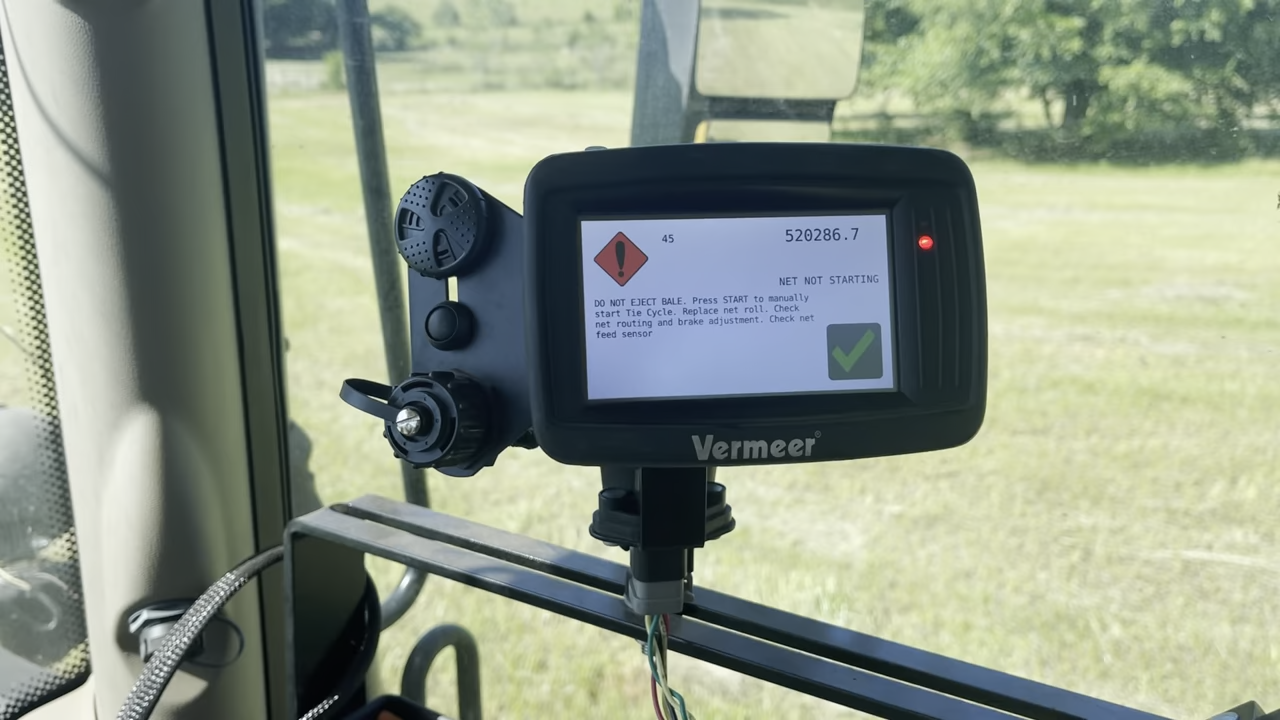 45
520286.7
NET NOT STARTING
DO NOT EJECT BALE. Press START to manually
start Tie Cycle. Replace net roll. Check
net routing and brake adjustment. Check net
feed sensor
Vermeer®